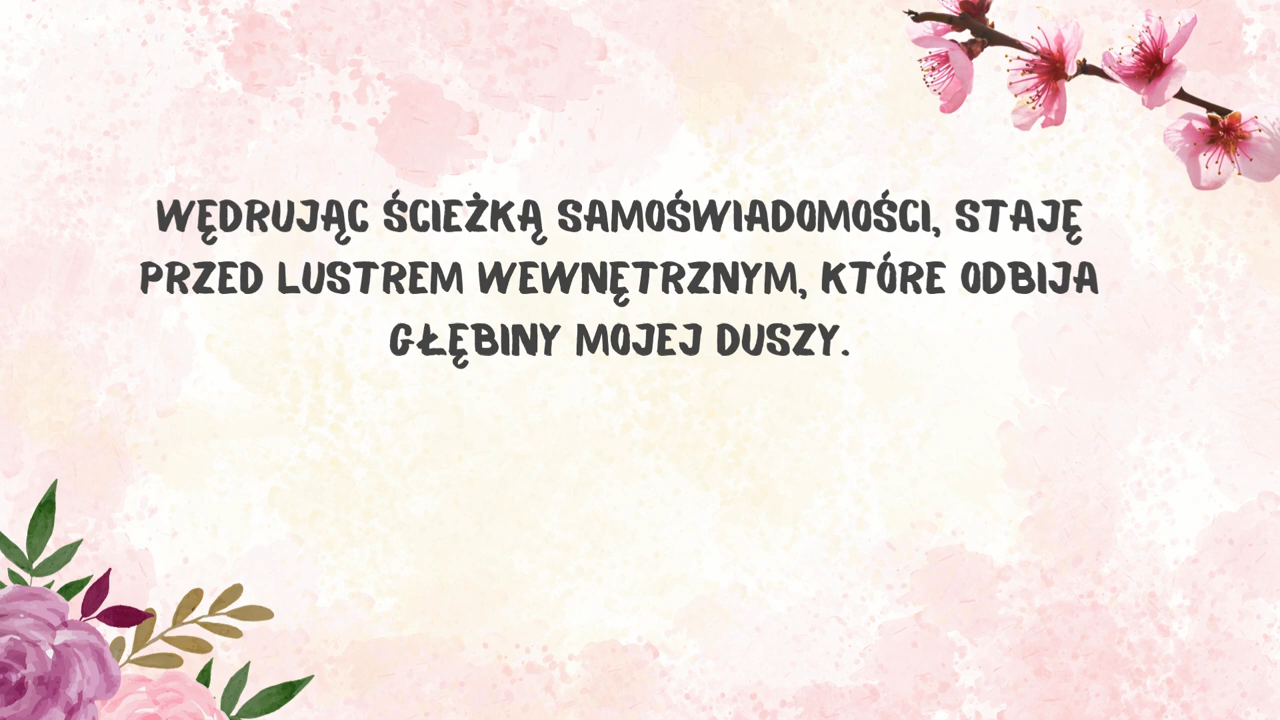 WĘDRUJĄC ŚCIEŻKĄ SAMOŚWIADOMOŚCI, STAJĘ
PRZED LUSTREM WEWNĘTRZNYM, KTÓRE ODBIJA
GŁĘBINY MOJEJ DUSZY.